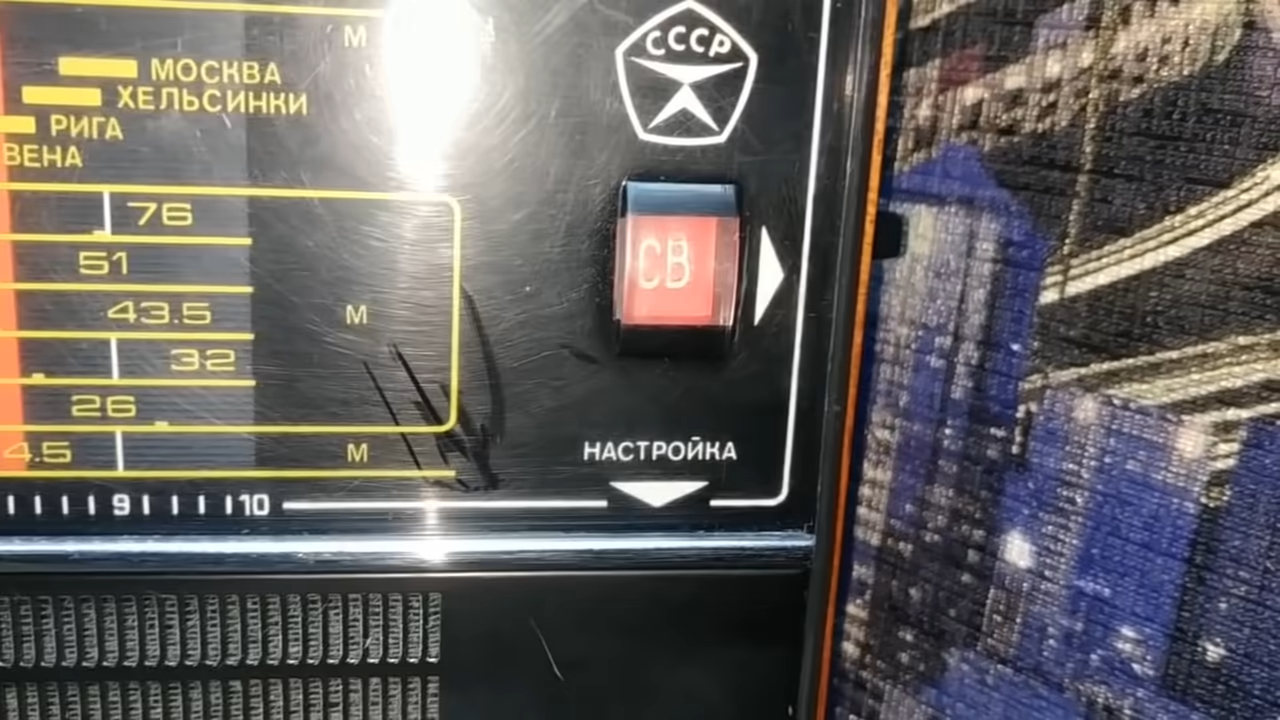 М
СССР
МОСКВА
ХЕЛЬСИНКИ
РИГА
ВЕНА
76
51
СВ
43.5 М
32
26
4.5 М
НАСТРОЙКА
9 10